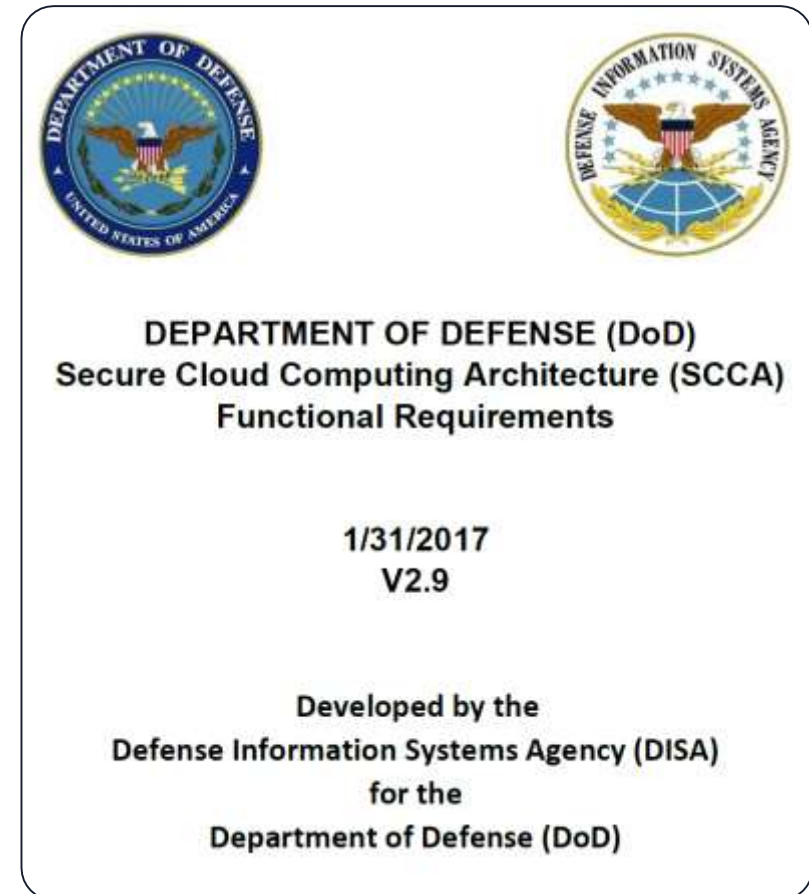 DEPARTMENT OF DEFENSE
UNITED STATES OF AMERICA
DEFENSE INFORMATION SYSTEMS AGENCY
DEPARTMENT OF DEFENSE (DoD)
Secure Cloud Computing Architecture (SCCA)
Functional Requirements
1/31/2017
V2.9
Developed by the
Defense Information Systems Agency (DISA)
for the
Department of Defense (DoD)